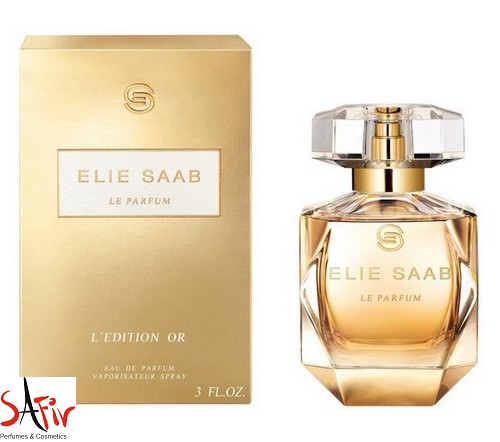 ELIE SAAB
LE PARFUM
L'EDITION OR
EAU DE PARFUM
VAPORISATEUR SPRAY
3 FL.OZ.
ELIE SAAB
LE PARFUM
SAfir
Perfumes & Cosmetics